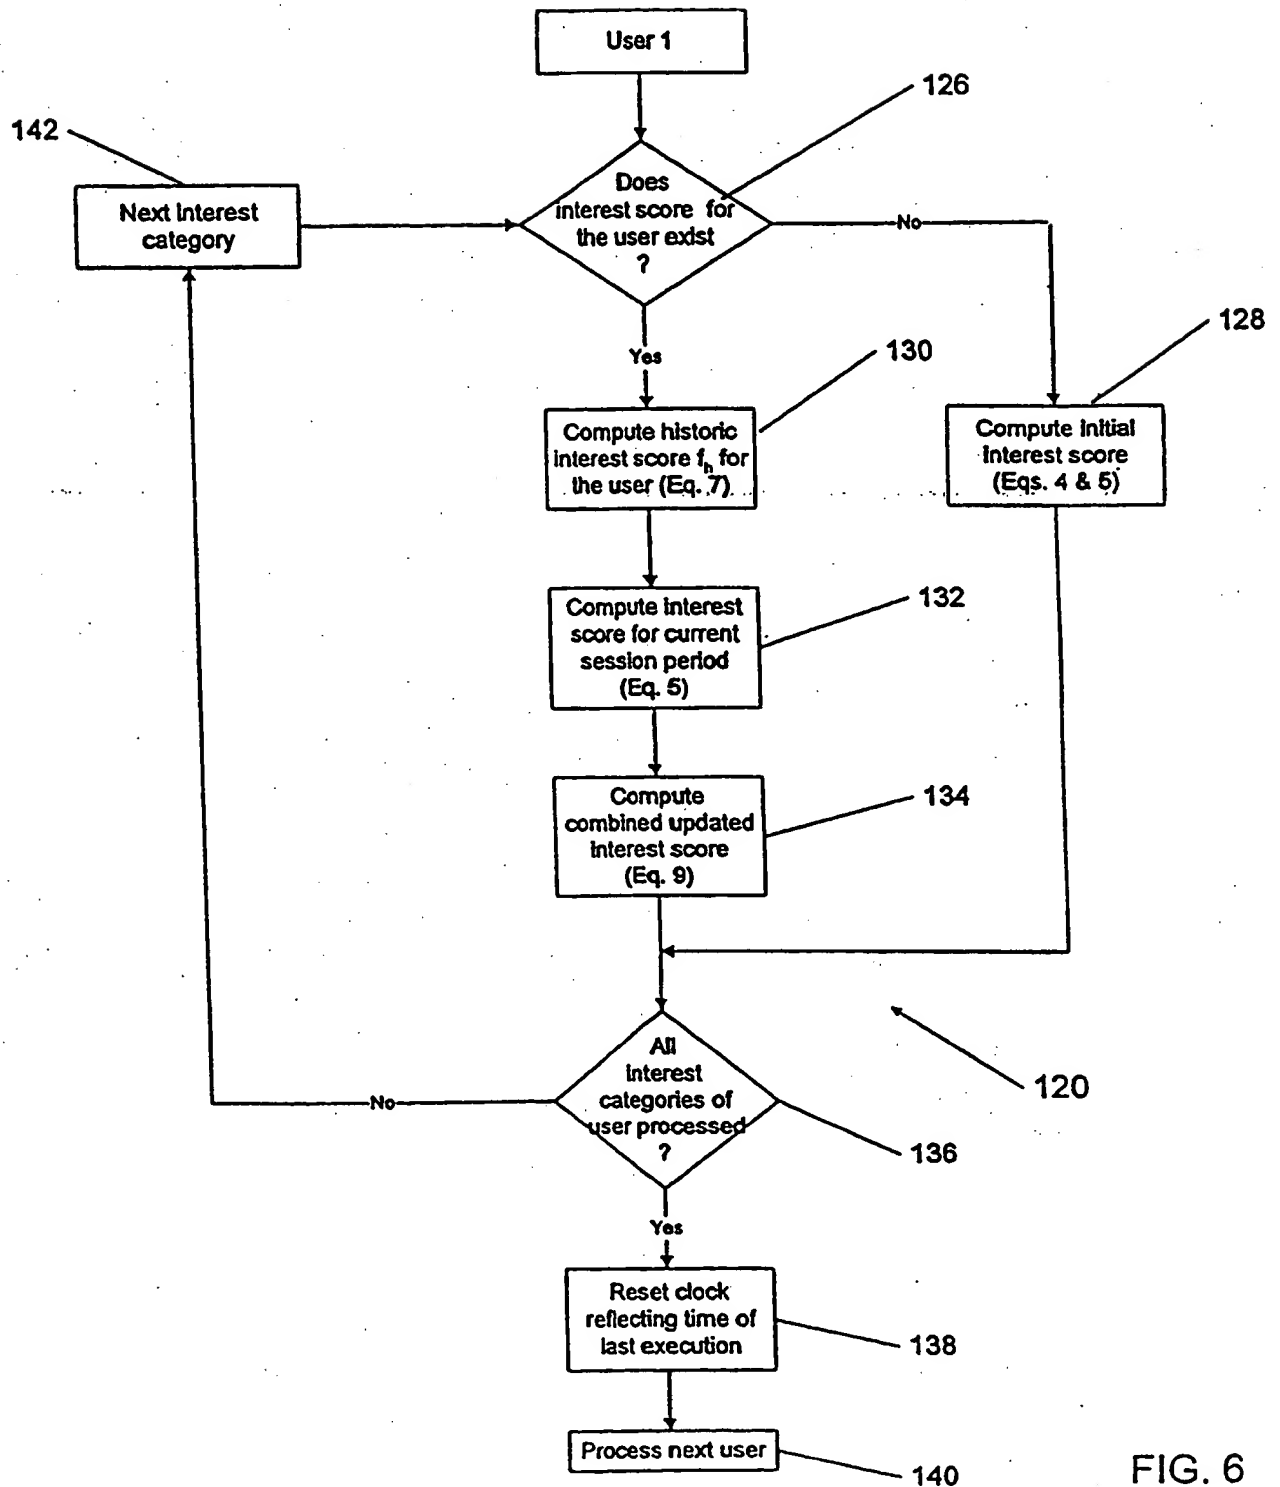 User 1
126
142
Next interest
category
Does
interest score for
the user exist
?
No
128
Yes
130
Compute historic
interest score fh for
the user (Eq. 7)
Compute initial
interest score
(Eqs. 4 & 5)
132
Compute interest
score for current
session period
(Eq. 5)
134
Compute
combined updated
interest score
(Eq. 9)
120
All
interest
categories of
user processed
?
No
136
Yes
Reset clock
reflecting time of
last execution
138
Process next user
140
FIG. 6